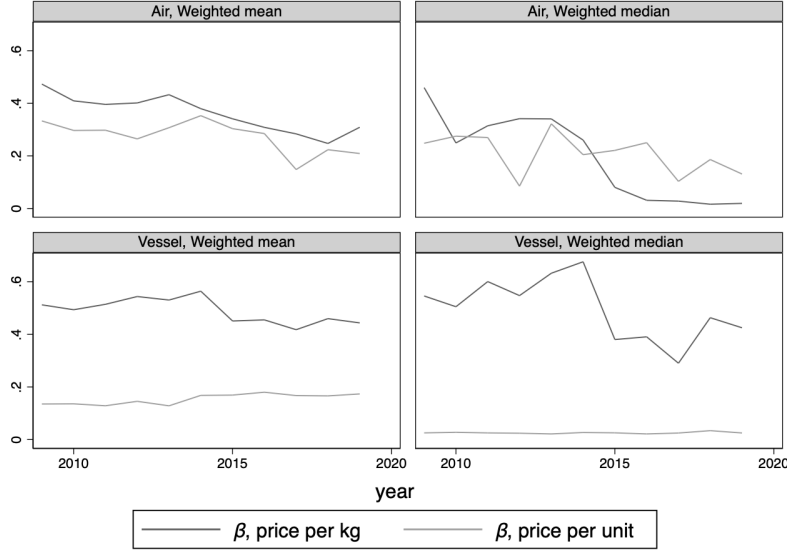 Air, Weighted mean
Air, Weighted median
.6
.4
.2
0
Vessel, Weighted mean
Vessel, Weighted median
.6
.4
.2
0
2010 2015 2020 2010 2015 2020
year
β, price per kg β, price per unit